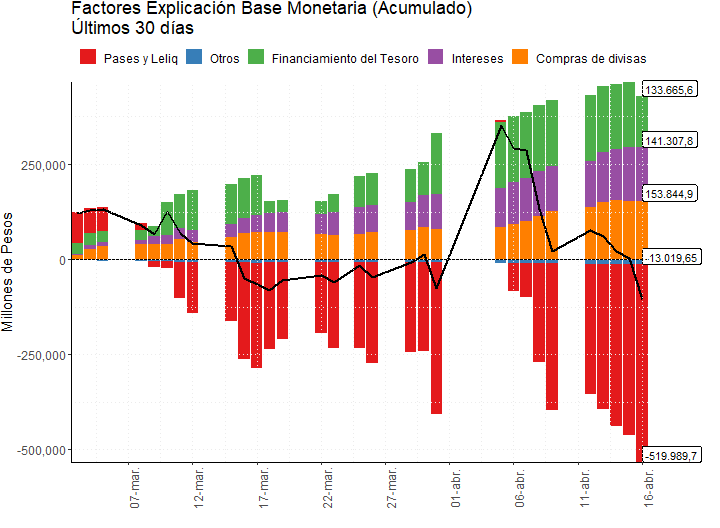 Factores Explicación Base Monetaria (Acumulado)
Últimos 30 días
Pases y Leliq Otros Financiamiento del Tesoro Intereses Compras de divisas
Millones de Pesos
250,000
0
-250,000
-500,000
133.665,6
141.307,8
153.844,9
-13.019,65
-519.989,7
07-mar.
12-mar.
17-mar.
22-mar.
27-mar.
01-abr.
06-abr.
11-abr.
16-abr.